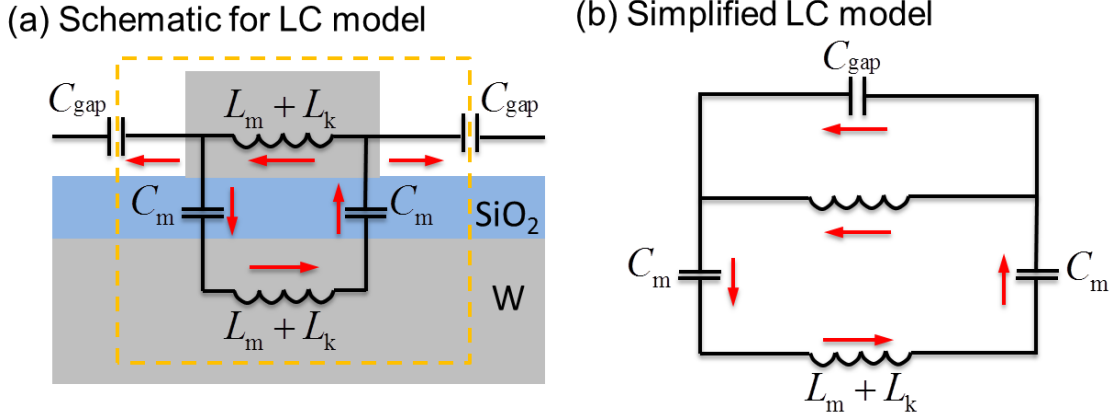 (a) Schematic for LC model
C_gap
L_m + L_k
C_gap
C_m
C_m
SiO₂
L_m + L_k
W
(b) Simplified LC model
C_gap
C_m
C_m
L_m + L_k